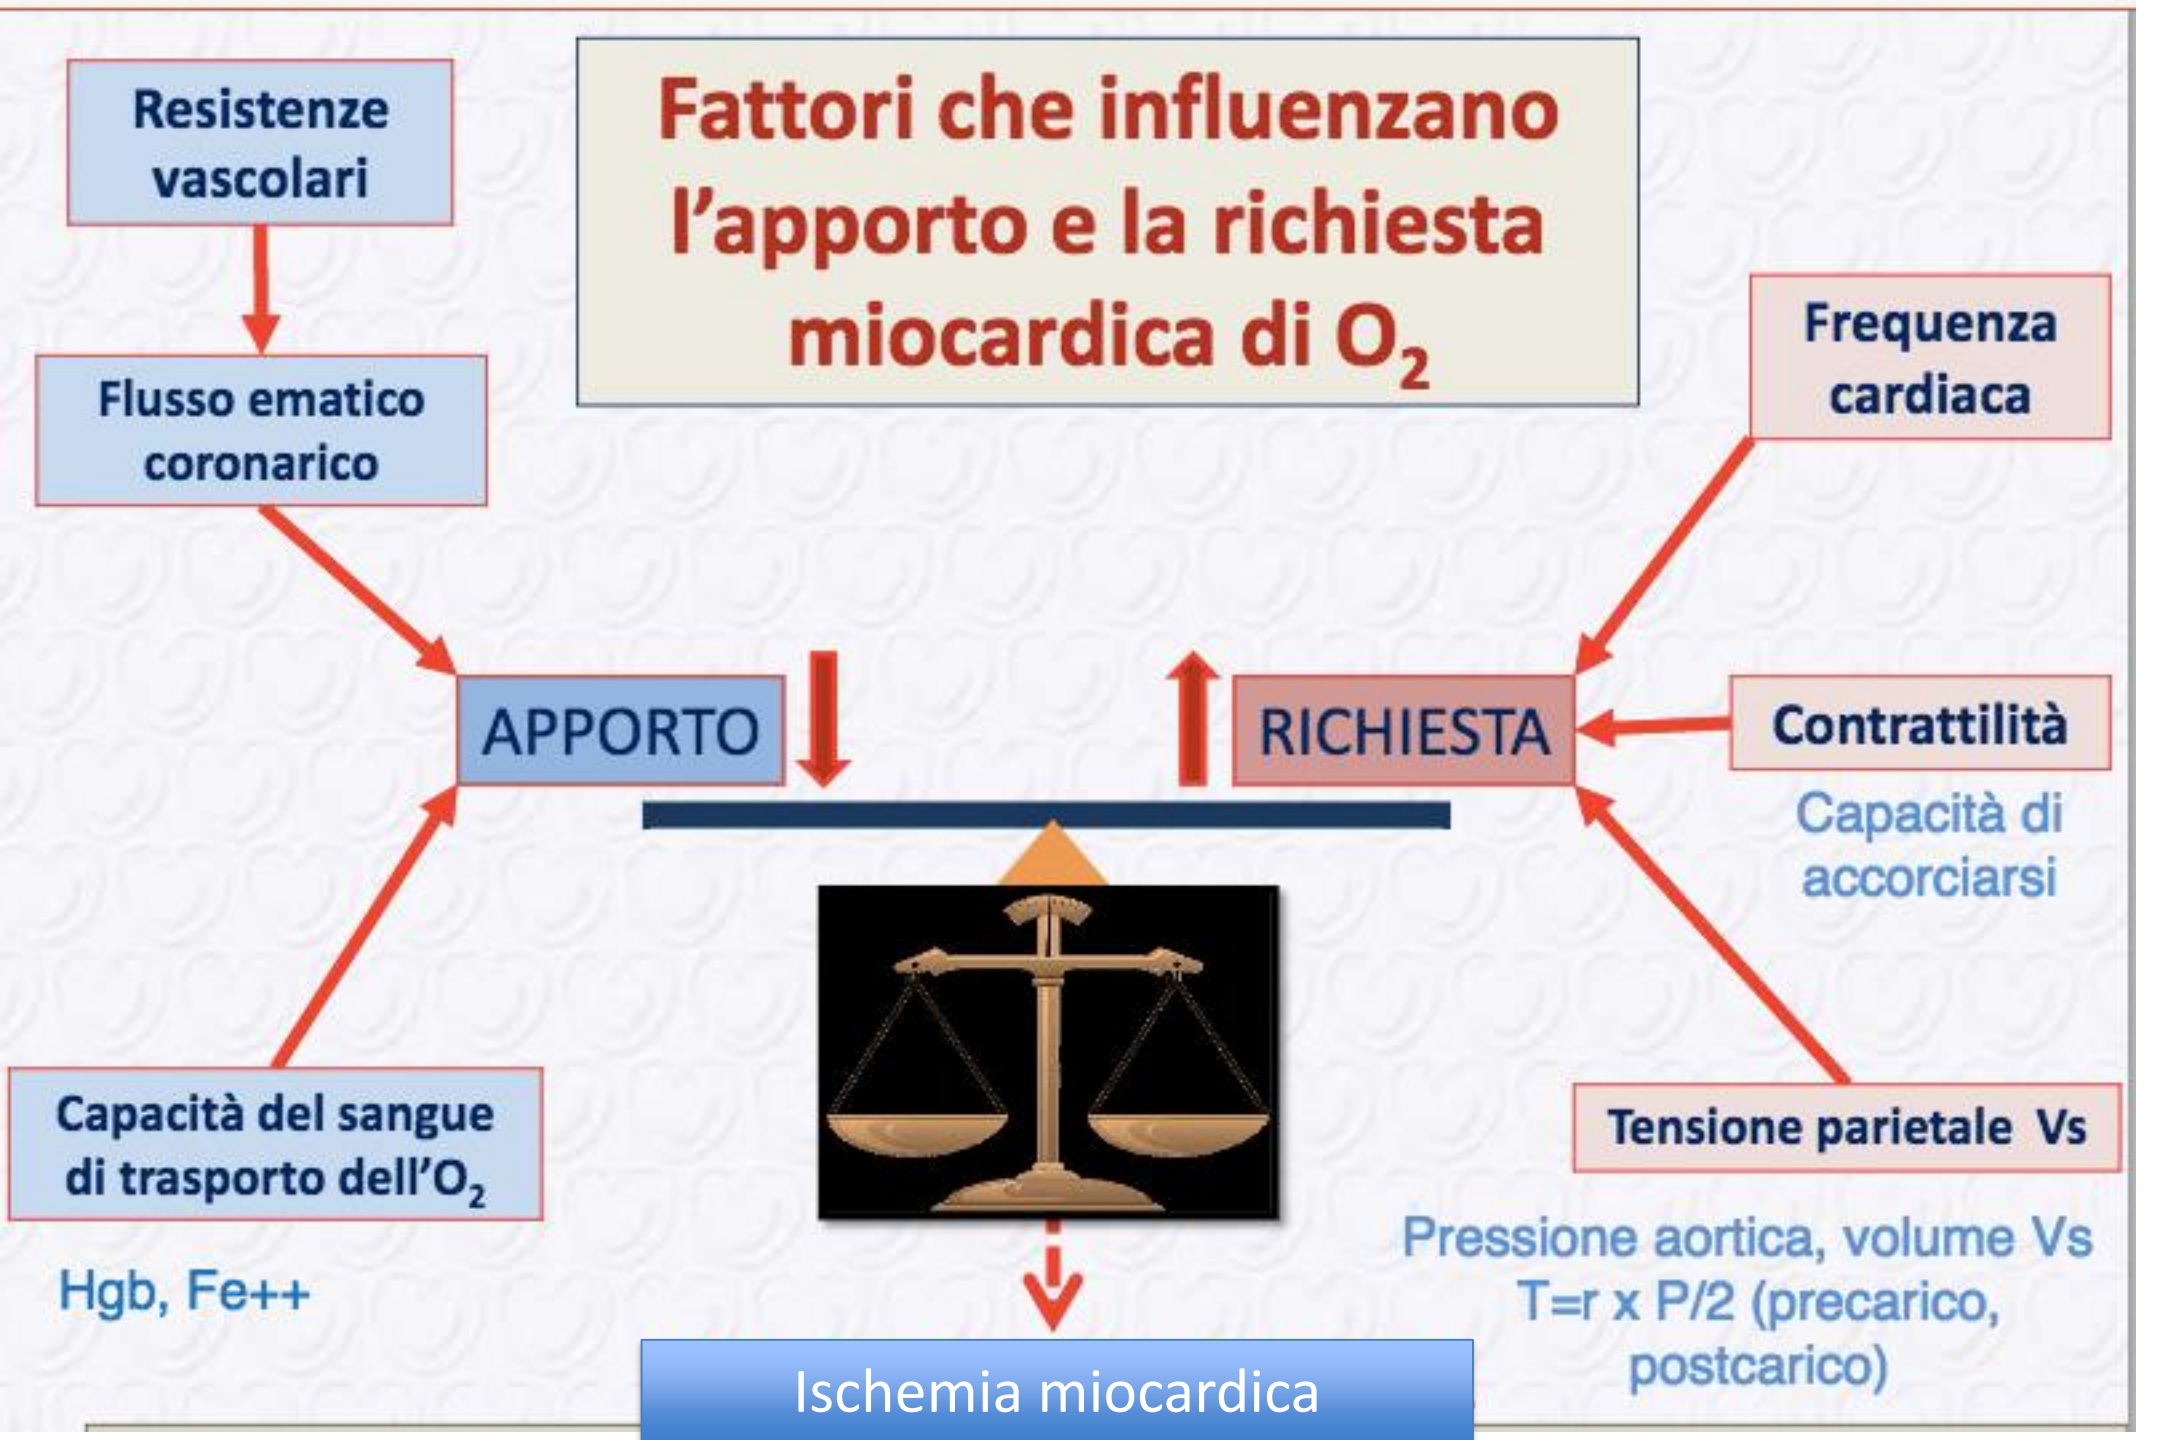 Fattori che influenzano
l'apporto e la richiesta
miocardica di O₂
Resistenze
vascolari
Flusso ematico
coronarico
APPORTO
Capacità del sangue
di trasporto dell'O₂
Hgb, Fe++
Frequenza
cardiaca
RICHIESTA
Contrattilità
Capacità di
accorciarsi
Tensione parietale Vs
Pressione aortica, volume Vs
T=r x P/2 (precarico,
postcarico)
Ischemia miocardica